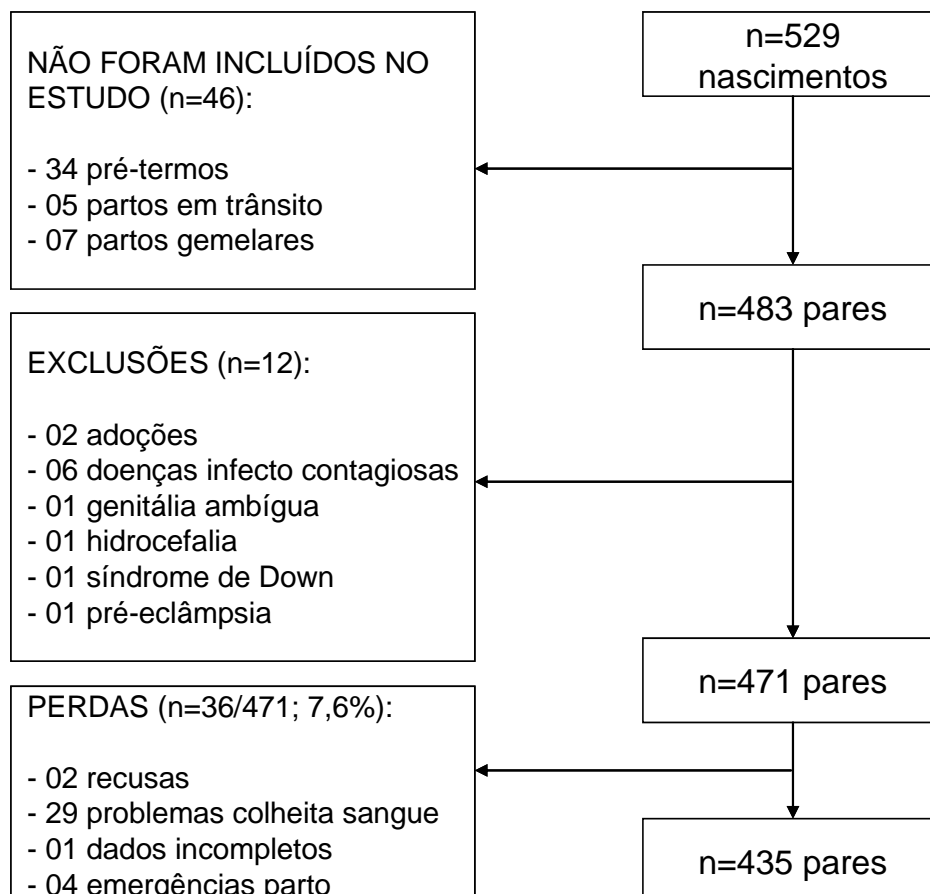 n=529
nascimentos
NÃO FORAM INCLUÍDOS NO
ESTUDO (n=46):
- 34 pré-termos
- 05 partos em trânsito
- 07 partos gemelares
n=483 pares
EXCLUSÕES (n=12):
- 02 adoções
- 06 doenças infecto contagiosas
- 01 genitália ambígua
- 01 hidrocefalia
- 01 síndrome de Down
- 01 pré-eclâmpsia
n=471 pares
PERDAS (n=36/471; 7,6%):
- 02 recusas
- 29 problemas colheita sangue
- 01 dados incompletos
- 04 emergências parto
n=435 pares